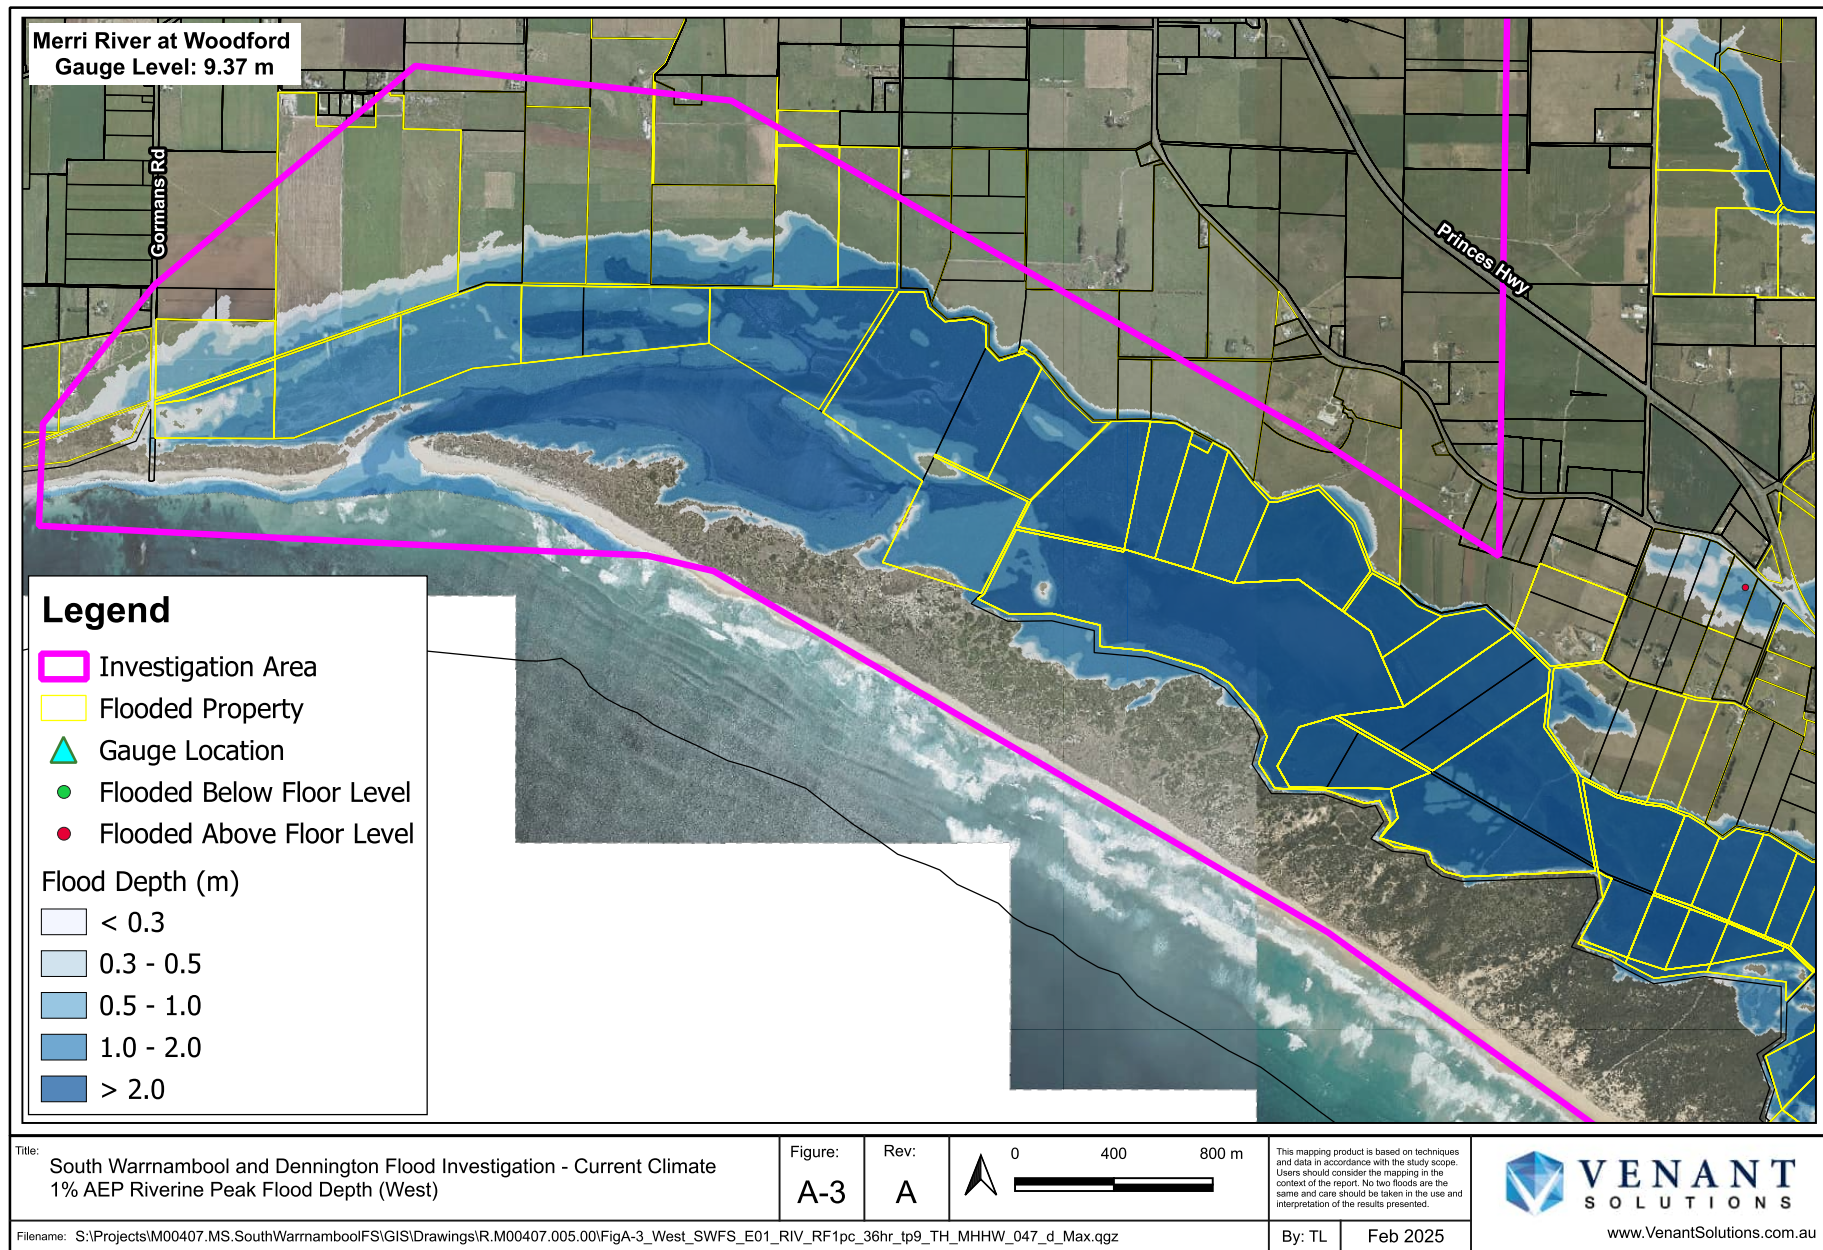 Merri River at Woodford
Gauge Level: 9.37 m
Gormans Rd
Princes Hwy
Legend
Investigation Area
Flooded Property
Gauge Location
Flooded Below Floor Level
Flooded Above Floor Level
Flood Depth (m)
< 0.3
0.3 - 0.5
0.5 - 1.0
1.0 - 2.0
> 2.0
Title:
South Warrnambool and Dennington Flood Investigation - Current Climate
1% AEP Riverine Peak Flood Depth (West)
Figure:
A-3
Rev:
A
0 400 800 m
This mapping product is based on techniques
and data in accordance with the study scope.
Users should consider the mapping in the
context of the report. No two floods are the
same and care should be taken in the use and
interpretation of the results presented.
VENANT
SOLUTIONS
www.VenantSolutions.com.au
Filename: S:\Projects\M00407.MS.SouthWarrnamboolFS\GIS\Drawings\R.M00407.005.00\FigA-3_West_SWFS_E01_RIV_RF1pc_36hr_tp9_TH_MHHW_047_d_Max.qgz
By: TL
Feb 2025